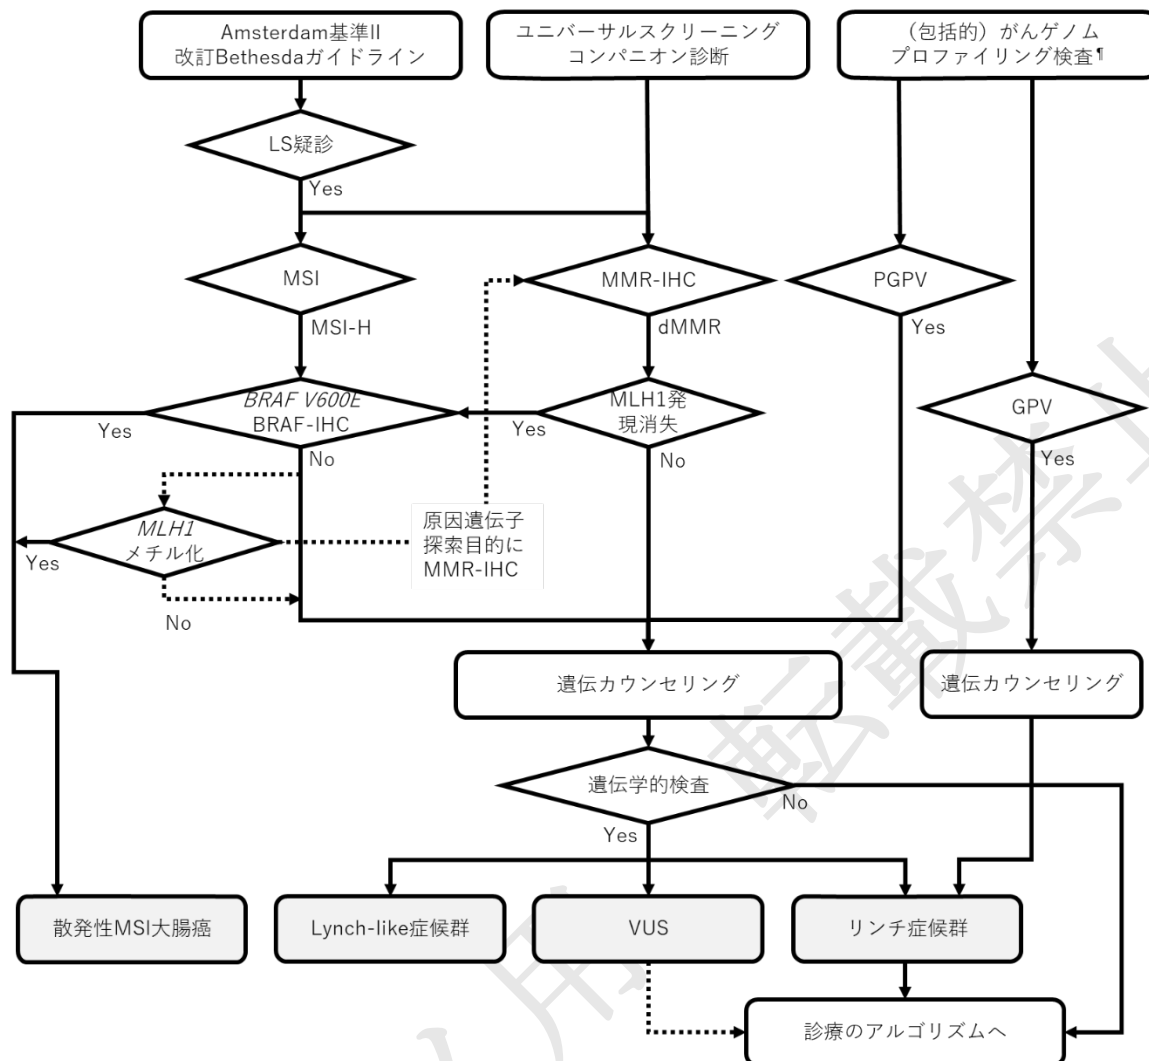 Amsterdam基準II
改訂Bethesdaガイドライン
ユニバーサルスクリーニング
コンパニオン診断
（包括的）がんゲノム
プロファイリング検査¶
LS疑診
Yes
MSI
MMR-IHC
PGPV
MSI-H
dMMR
Yes
BRAF V600E
BRAF-IHC
MLH1発
現消失
GPV
Yes
Yes
No
No
Yes
MLH1
メチル化
原因遺伝子
探索目的に
MMR-IHC
Yes
No
遺伝カウンセリング
遺伝カウンセリング
遺伝学的検査
No
Yes
散発性MSI大腸癌
Lynch-like症候群
VUS
リンチ症候群
診療のアルゴリズムへ
用
転載禁止